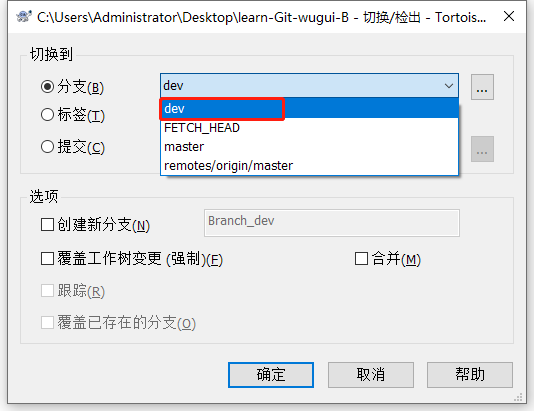 C:\Users\Administrator\Desktop\learn-Git-wugui-B - 切换/检出 - Tortois...
切换到
分支(B)
dev
...
dev
标签(T)
FETCH_HEAD
提交(C)
master
...
remotes/origin/master
选项
创建新分支(N)
Branch_dev
覆盖工作树变更 (强制)(F)
合并(M)
跟踪(R)
覆盖已存在的分支(O)
确定
取消
帮助